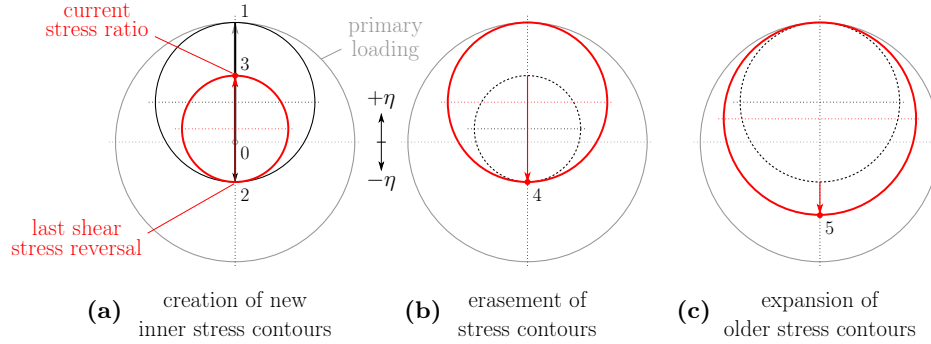 current
stress ratio
1
primary
loading
3
+η
0
−η
2
4
5
last shear
stress reversal
(a) creation of new
inner stress contours
(b) erasement of
stress contours
(c) expansion of
older stress contours